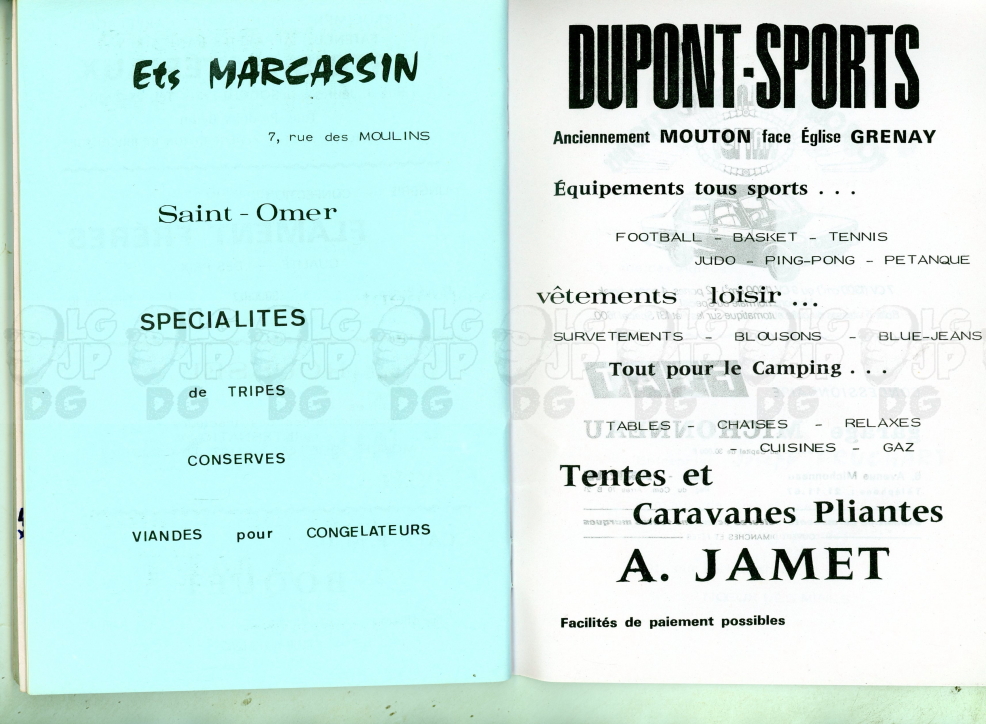 Ets MARCASSIN
7, rue des MOULINS
Saint-Omer
SPECIALITES
de TRIPES
CONSERVES
VIANDES pour CONGELATEURS
DUPONT-SPORTS
Anciennement MOUTON face Église GRENAY
Équipements tous sports . . .
FOOTBALL - BASKET - TENNIS
JUDO - PING-PONG - PETANQUE
vêtements loisir ...
SURVETEMENTS - BLOUSONS - BLUE-JEANS
Tout pour le Camping . . .
TABLES - CHAISES - RELAXES
- CUISINES - GAZ
Tentes et
Caravanes Pliantes
A. JAMET
Facilités de paiement possibles
LG JP DG